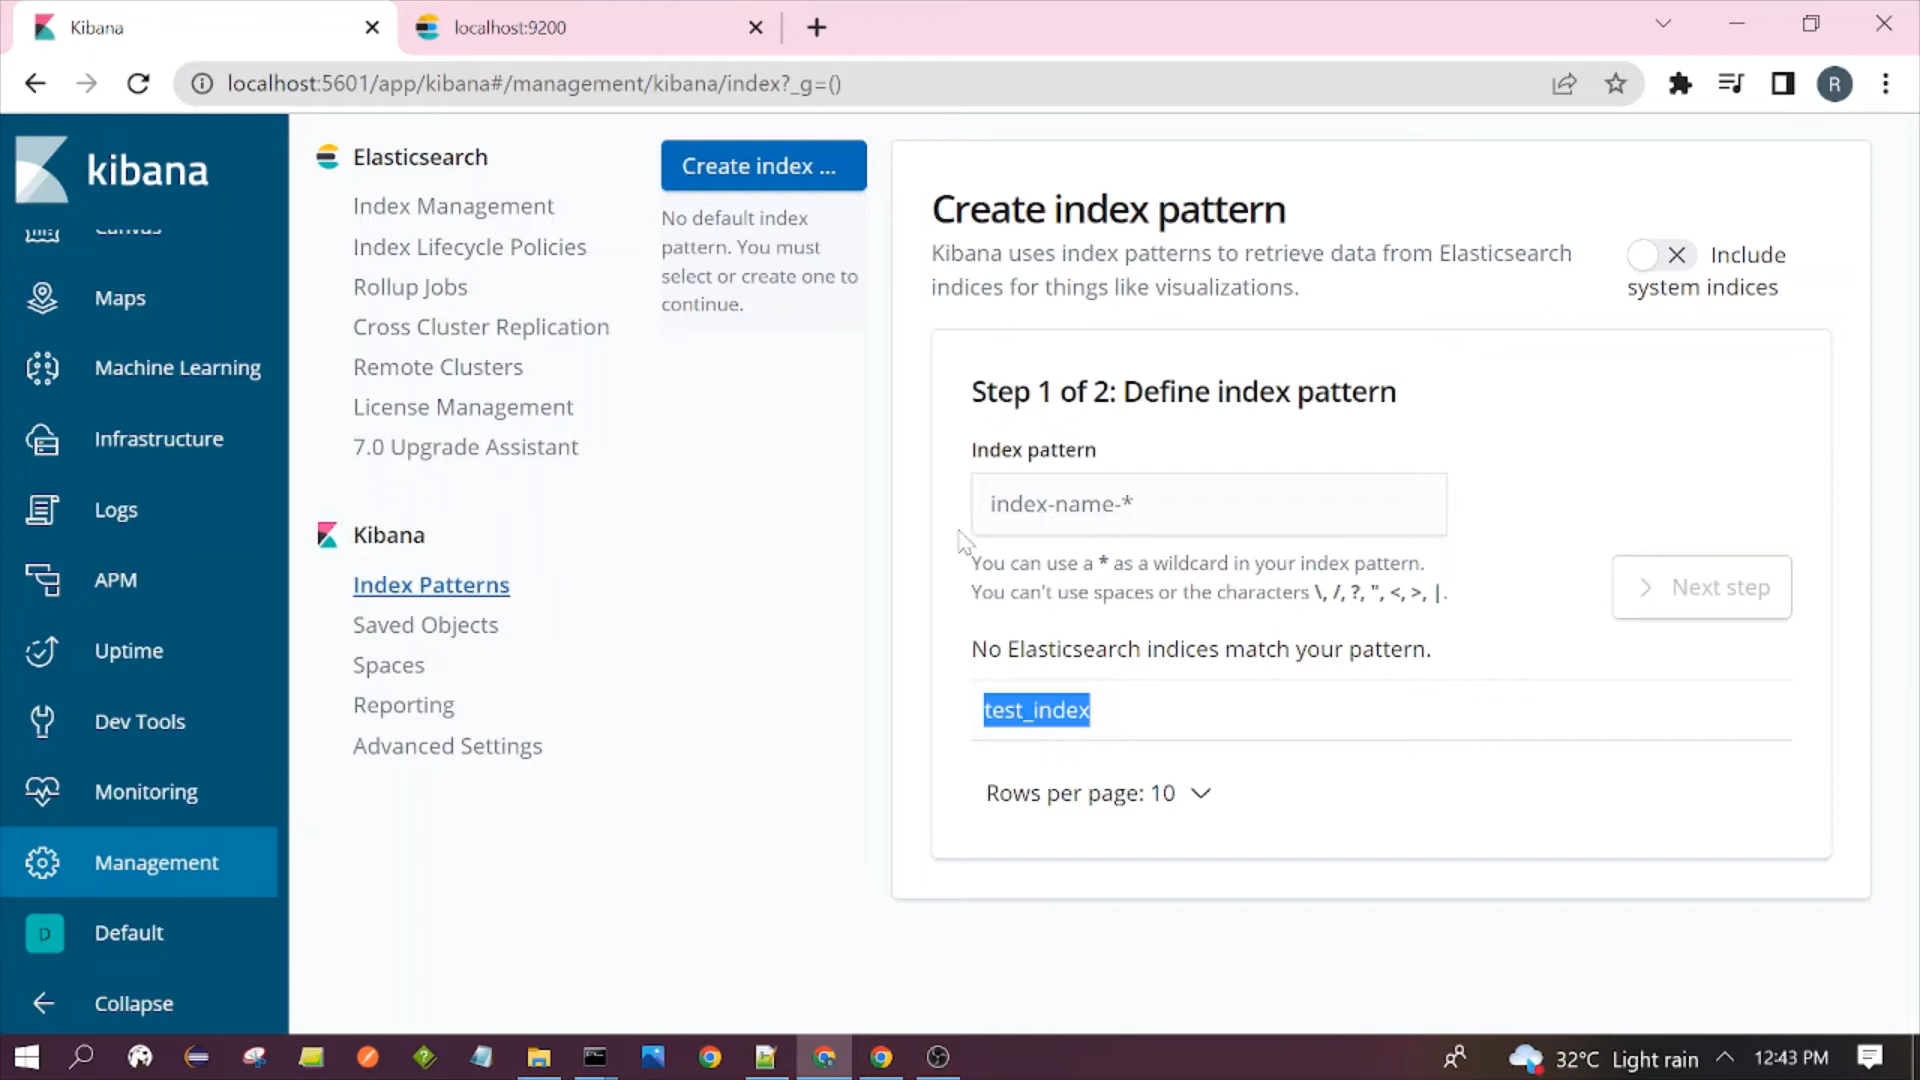 Kibana
localhost:9200
localhost:5601/app/kibana#/management/kibana/index?_g=()
R
kibana
Canvas
Maps
Machine Learning
Infrastructure
Logs
APM
Uptime
Dev Tools
Monitoring
Management
D
Default
Collapse
Elasticsearch
Index Management
Index Lifecycle Policies
Rollup Jobs
Cross Cluster Replication
Remote Clusters
License Management
7.0 Upgrade Assistant
Kibana
Index Patterns
Saved Objects
Spaces
Reporting
Advanced Settings
Create index ...
No default index
pattern. You must
select or create one to
continue.
Create index pattern
Kibana uses index patterns to retrieve data from Elasticsearch
indices for things like visualizations.
Include
system indices
Step 1 of 2: Define index pattern
Index pattern
index-name-*
You can use a * as a wildcard in your index pattern.
You can't use spaces or the characters \, /, ?, ", <, >, |.
Next step
No Elasticsearch indices match your pattern.
test_index
Rows per page: 10
32°C Light rain
12:43 PM